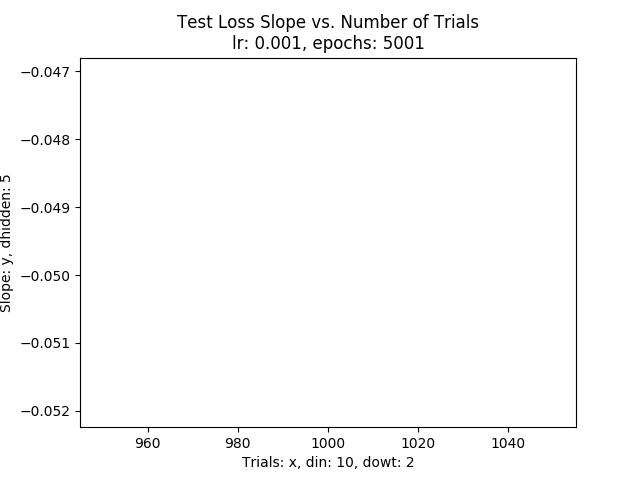 Test Loss Slope vs. Number of Trials
lr: 0.001, epochs: 5001
Slope: y, dhidden: 5
−0.047
−0.048
−0.049
−0.050
−0.051
−0.052
960 980 1000 1020 1040
Trials: x, din: 10, dowt: 2